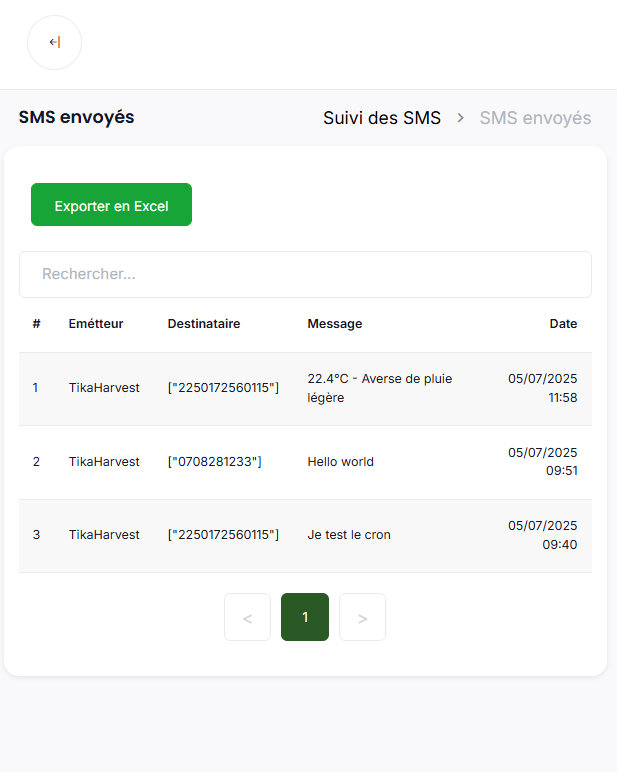 SMS envoyés
Suivi des SMS > SMS envoyés
Exporter en Excel
Rechercher...
# Emétteur Destinataire Message Date
1 TikaHarvest ["2250172560115"] 22.4°C - Averse de pluie légère 05/07/2025 11:58
2 TikaHarvest ["0708281233"] Hello world 05/07/2025 09:51
3 TikaHarvest ["2250172560115"] Je test le cron 05/07/2025 09:40
< 1 >